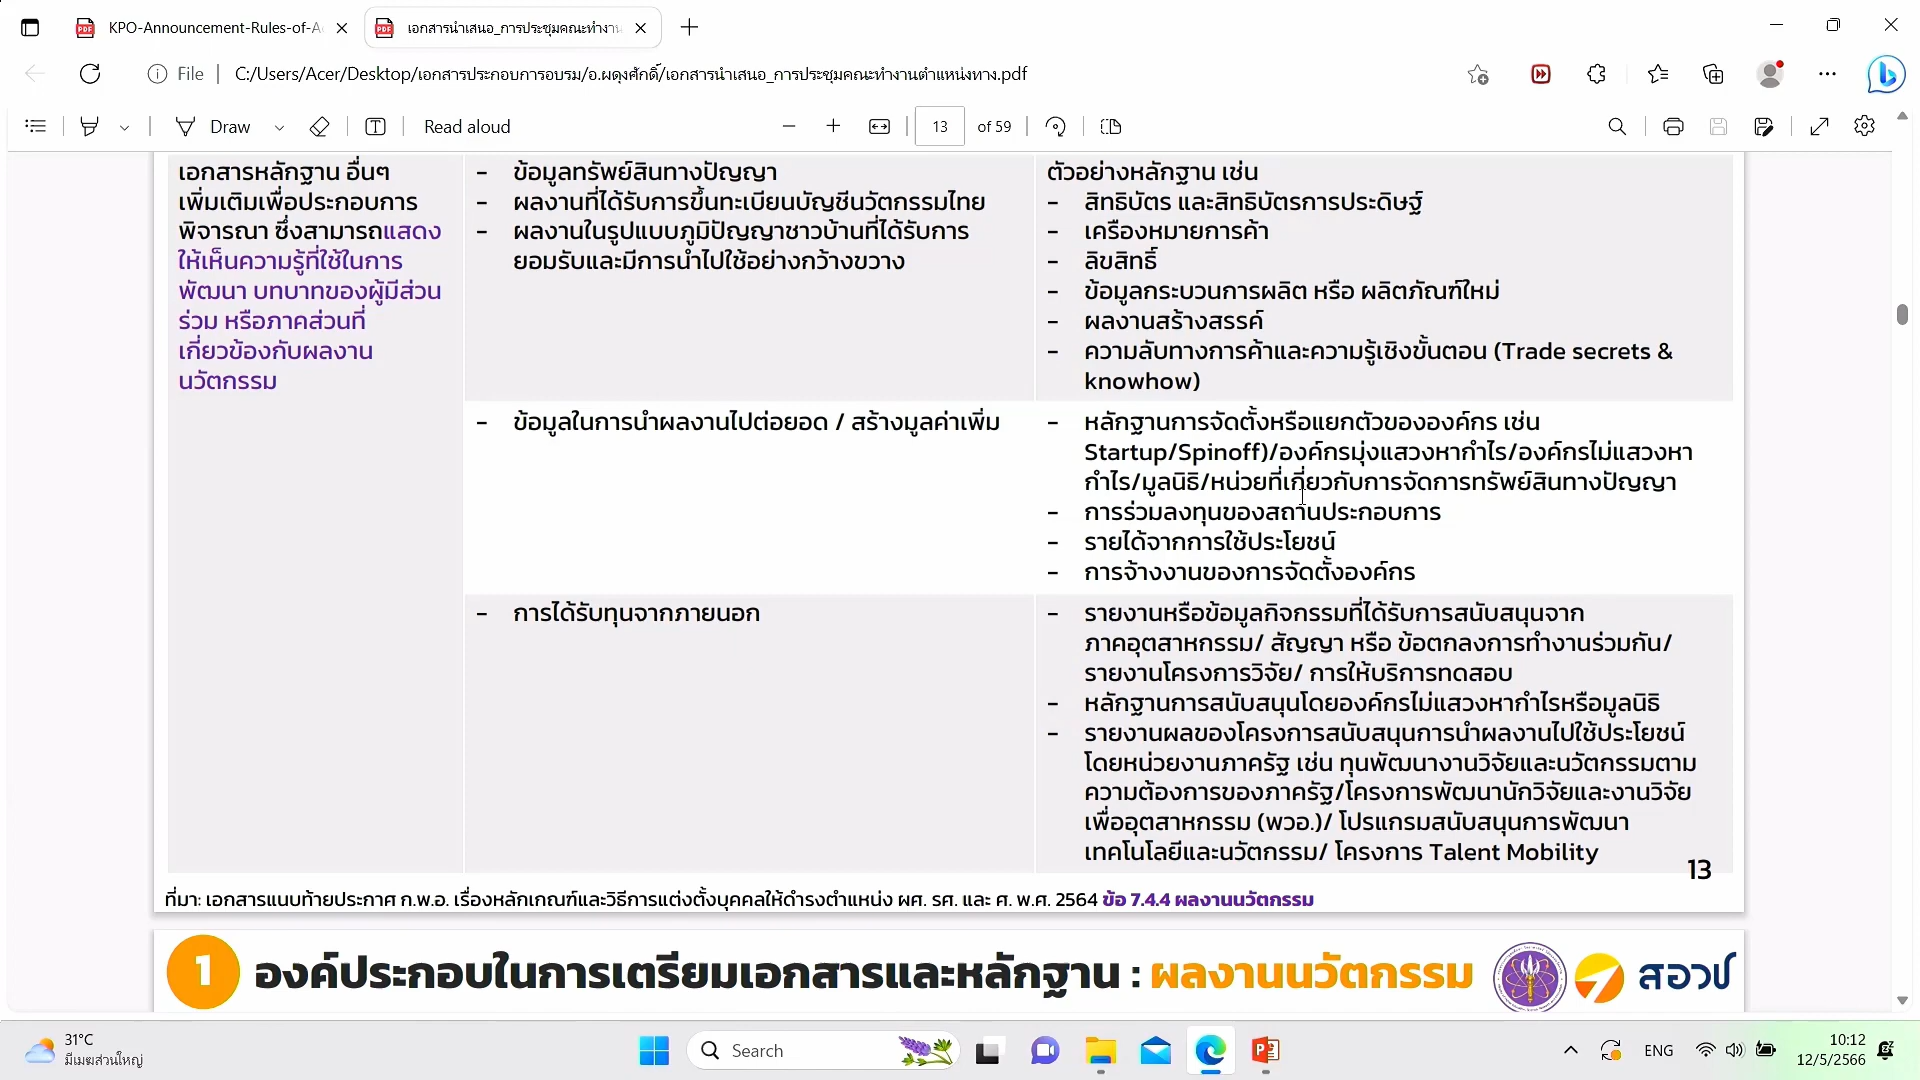 KPO-Announcement-Rules-of-A
เอกสารนำเสนอ_การประชุมคณะทำงาน
File
C:/Users/Acer/Desktop/เอกสารประกอบการอบรม/อ.ผดุงศักดิ์/เอกสารนำเสนอ_การประชุมคณะทำงานตำแหน่งทาง.pdf
Draw
Read aloud
13
of 59
เอกสารหลักฐาน อื่นๆ
เพิ่มเติมเพื่อประกอบการ
พิจารณา ซึ่งสามารถแสดง
ให้เห็นความรู้ที่ใช้ในการ
พัฒนา บทบาทของผู้มีส่วน
ร่วม หรือภาคส่วนที่
เกี่ยวข้องกับผลงาน
นวัตกรรม
- ข้อมูลทรัพย์สินทางปัญญา
- ผลงานที่ได้รับการขึ้นทะเบียนบัญชีนวัตกรรมไทย
- ผลงานในรูปแบบภูมิปัญญาชาวบ้านที่ได้รับการ
ยอมรับและมีการนำไปใช้อย่างกว้างขวาง
ตัวอย่างหลักฐาน เช่น
- สิทธิบัตร และสิทธิบัตรการประดิษฐ์
- เครื่องหมายการค้า
- ลิขสิทธิ์
- ข้อมูลกระบวนการผลิต หรือ ผลิตภัณฑ์ใหม่
- ผลงานสร้างสรรค์
- ความลับทางการค้าและความรู้เชิงขั้นตอน (Trade secrets &
knowhow)
- ข้อมูลในการนำผลงานไปต่อยอด / สร้างมูลค่าเพิ่ม
- หลักฐานการจัดตั้งหรือแยกตัวขององค์กร เช่น
Startup/Spinoff)/องค์กรมุ่งแสวงหากำไร/องค์กรไม่แสวงหา
กำไร/มูลนิธิ/หน่วยที่เกี่ยวกับการจัดการทรัพย์สินทางปัญญา
- การร่วมลงทุนของสถานประกอบการ
- รายได้จากการใช้ประโยชน์
- การจ้างงานของการจัดตั้งองค์กร
- การได้รับทุนจากภายนอก
- รายงานหรือข้อมูลกิจกรรมที่ได้รับการสนับสนุนจาก
ภาคอุตสาหกรรม/ สัญญา หรือ ข้อตกลงการทำงานร่วมกัน/
รายงานโครงการวิจัย/ การให้บริการทดสอบ
- หลักฐานการสนับสนุนโดยองค์กรไม่แสวงหากำไรหรือมูลนิธิ
- รายงานผลของโครงการสนับสนุนการนำผลงานไปใช้ประโยชน์
โดยหน่วยงานภาครัฐ เช่น ทุนพัฒนางานวิจัยและนวัตกรรมตาม
ความต้องการของภาครัฐ/โครงการพัฒนานักวิจัยและงานวิจัย
เพื่ออุตสาหกรรม (พวอ.)/ โปรแกรมสนับสนุนการพัฒนา
เทคโนโลยีและนวัตกรรม/ โครงการ Talent Mobility
13
ที่มา: เอกสารแนบท้ายประกาศ ก.พ.อ. เรื่องหลักเกณฑ์และวิธีการแต่งตั้งบุคคลให้ดำรงตำแหน่ง ผศ. รศ. และ ศ. พ.ศ. 2564 ข้อ 7.4.4 ผลงานนวัตกรรม
1 องค์ประกอบในการเตรียมเอกสารและหลักฐาน : ผลงานนวัตกรรม
สอวช
31°C
มีเมฆส่วนใหญ่
Search
ENG
10:12
12/5/2566